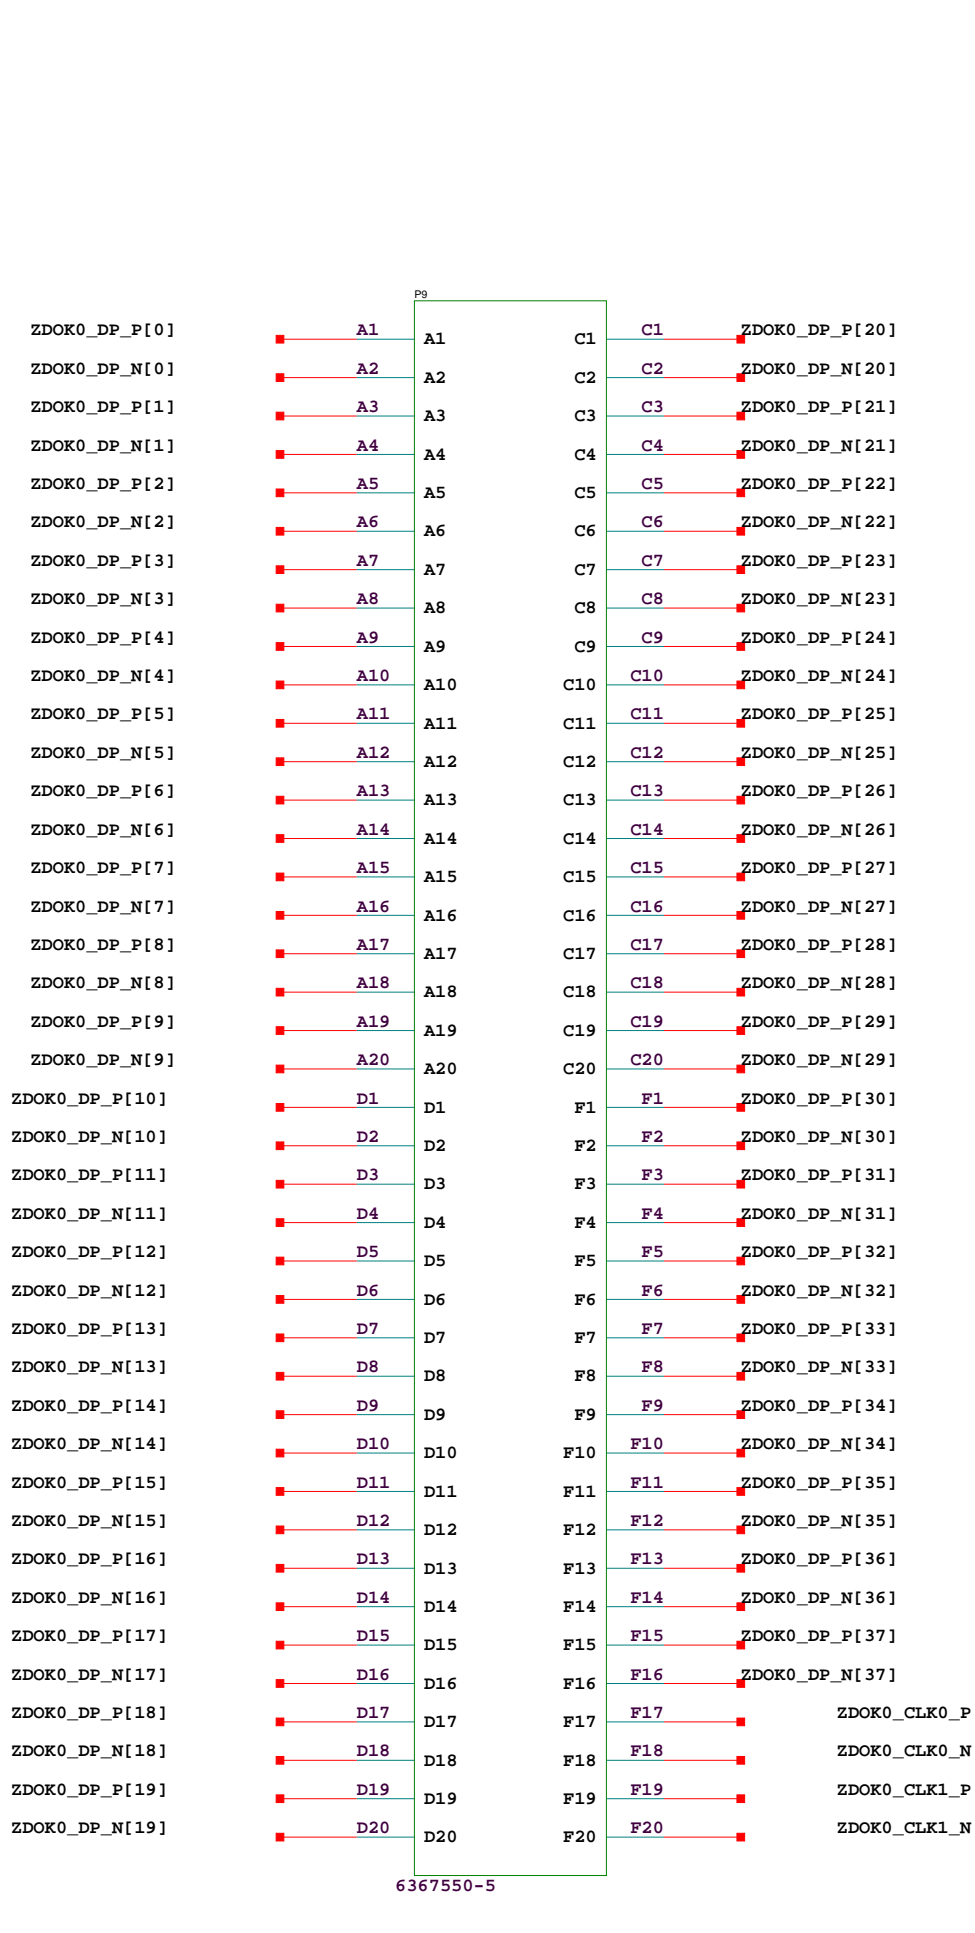 P9
ZDOK0_DP_P[0] A1 A1 C1 C1 ZDOK0_DP_P[20]
ZDOK0_DP_N[0] A2 A2 C2 C2 ZDOK0_DP_N[20]
ZDOK0_DP_P[1] A3 A3 C3 C3 ZDOK0_DP_P[21]
ZDOK0_DP_N[1] A4 A4 C4 C4 ZDOK0_DP_N[21]
ZDOK0_DP_P[2] A5 A5 C5 C5 ZDOK0_DP_P[22]
ZDOK0_DP_N[2] A6 A6 C6 C6 ZDOK0_DP_N[22]
ZDOK0_DP_P[3] A7 A7 C7 C7 ZDOK0_DP_P[23]
ZDOK0_DP_N[3] A8 A8 C8 C8 ZDOK0_DP_N[23]
ZDOK0_DP_P[4] A9 A9 C9 C9 ZDOK0_DP_P[24]
ZDOK0_DP_N[4] A10 A10 C10 C10 ZDOK0_DP_N[24]
ZDOK0_DP_P[5] A11 A11 C11 C11 ZDOK0_DP_P[25]
ZDOK0_DP_N[5] A12 A12 C12 C12 ZDOK0_DP_N[25]
ZDOK0_DP_P[6] A13 A13 C13 C13 ZDOK0_DP_P[26]
ZDOK0_DP_N[6] A14 A14 C14 C14 ZDOK0_DP_N[26]
ZDOK0_DP_P[7] A15 A15 C15 C15 ZDOK0_DP_P[27]
ZDOK0_DP_N[7] A16 A16 C16 C16 ZDOK0_DP_N[27]
ZDOK0_DP_P[8] A17 A17 C17 C17 ZDOK0_DP_P[28]
ZDOK0_DP_N[8] A18 A18 C18 C18 ZDOK0_DP_N[28]
ZDOK0_DP_P[9] A19 A19 C19 C19 ZDOK0_DP_P[29]
ZDOK0_DP_N[9] A20 A20 C20 C20 ZDOK0_DP_N[29]
ZDOK0_DP_P[10] D1 D1 F1 F1 ZDOK0_DP_P[30]
ZDOK0_DP_N[10] D2 D2 F2 F2 ZDOK0_DP_N[30]
ZDOK0_DP_P[11] D3 D3 F3 F3 ZDOK0_DP_P[31]
ZDOK0_DP_N[11] D4 D4 F4 F4 ZDOK0_DP_N[31]
ZDOK0_DP_P[12] D5 D5 F5 F5 ZDOK0_DP_P[32]
ZDOK0_DP_N[12] D6 D6 F6 F6 ZDOK0_DP_N[32]
ZDOK0_DP_P[13] D7 D7 F7 F7 ZDOK0_DP_P[33]
ZDOK0_DP_N[13] D8 D8 F8 F8 ZDOK0_DP_N[33]
ZDOK0_DP_P[14] D9 D9 F9 F9 ZDOK0_DP_P[34]
ZDOK0_DP_N[14] D10 D10 F10 F10 ZDOK0_DP_N[34]
ZDOK0_DP_P[15] D11 D11 F11 F11 ZDOK0_DP_P[35]
ZDOK0_DP_N[15] D12 D12 F12 F12 ZDOK0_DP_N[35]
ZDOK0_DP_P[16] D13 D13 F13 F13 ZDOK0_DP_P[36]
ZDOK0_DP_N[16] D14 D14 F14 F14 ZDOK0_DP_N[36]
ZDOK0_DP_P[17] D15 D15 F15 F15 ZDOK0_DP_P[37]
ZDOK0_DP_N[17] D16 D16 F16 F16 ZDOK0_DP_N[37]
ZDOK0_DP_P[18] D17 D17 F17 F17 ZDOK0_CLK0_P
ZDOK0_DP_N[18] D18 D18 F18 F18 ZDOK0_CLK0_N
ZDOK0_DP_P[19] D19 D19 F19 F19 ZDOK0_CLK1_P
ZDOK0_DP_N[19] D20 D20 F20 F20 ZDOK0_CLK1_N
6367550-5